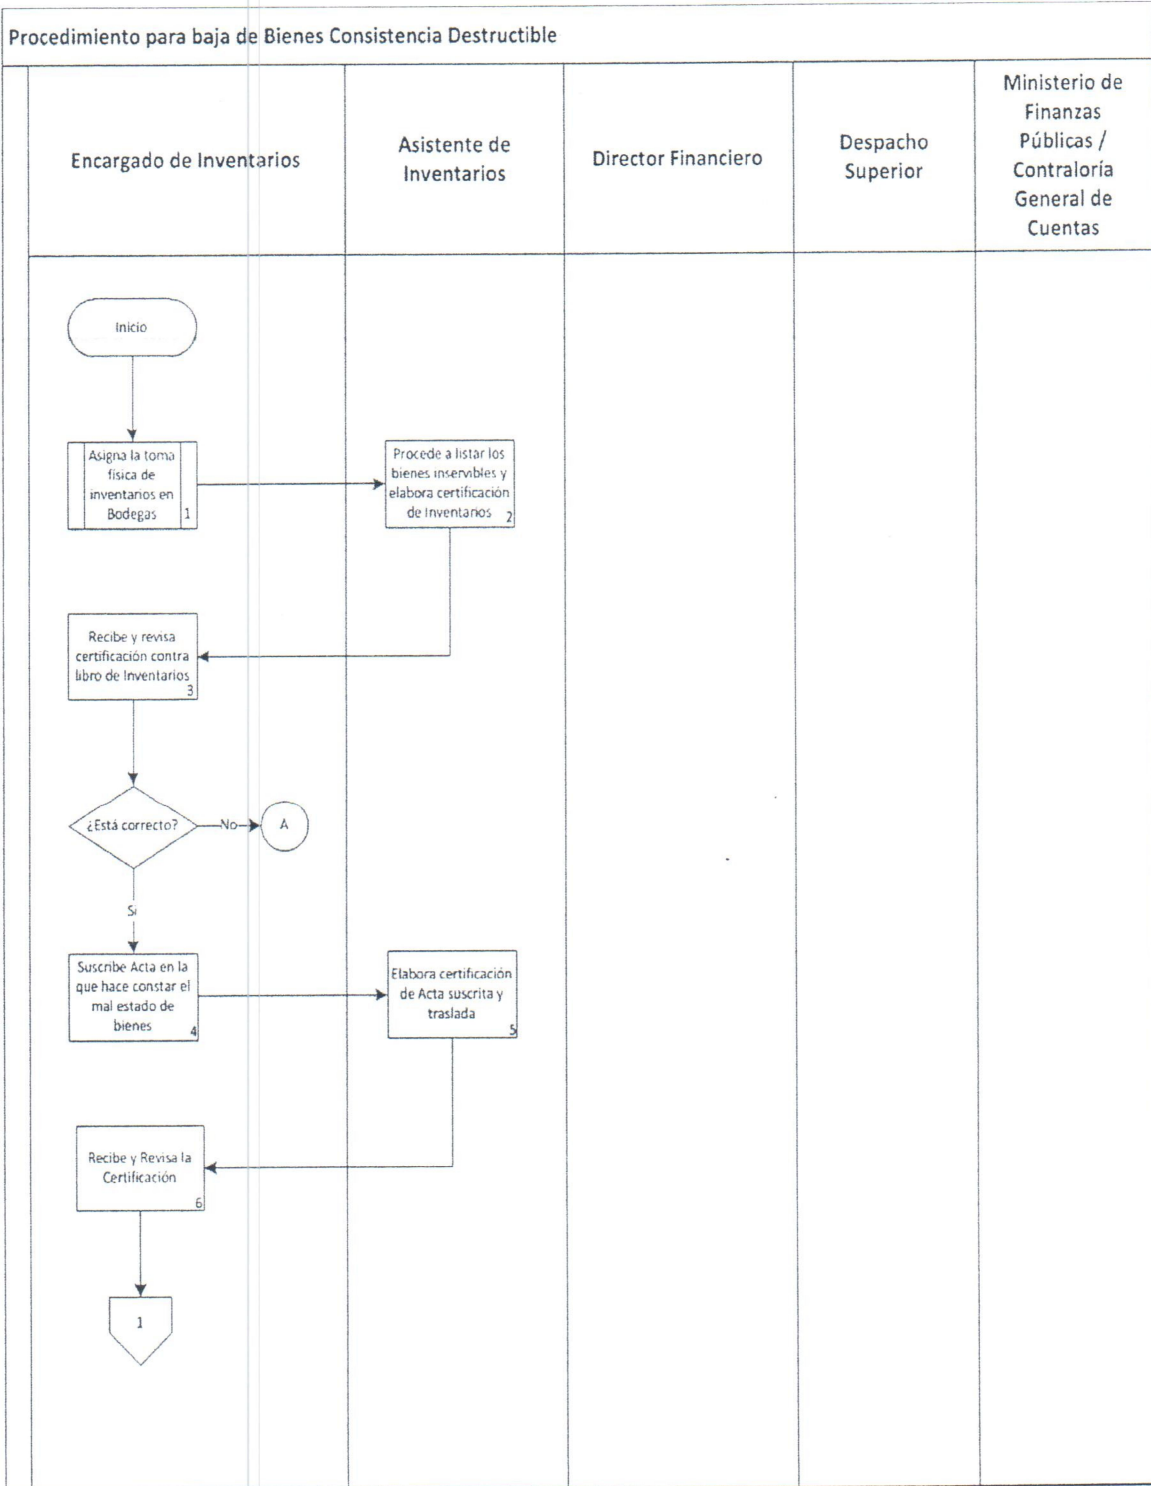 Procedimiento para baja de Bienes Consistencia Destructible
Encargado de Inventarios
Asistente de
Inventarios
Director Financiero
Despacho
Superior
Ministerio de
Finanzas
Públicas /
Contraloría
General de
Cuentas
Inicio
Asigna la toma
física de
inventarios en
Bodegas
1
Procede a listar los
bienes inservibles y
elabora certificación
de Inventarios
2
Recibe y revisa
certificación contra
libro de Inventarios
3
¿Está correcto?
No
A
Si
Suscribe Acta en la
que hace constar el
mal estado de
bienes
4
Elabora certificación
de Acta suscrita y
traslada
5
Recibe y Revisa la
Certificación
6
1